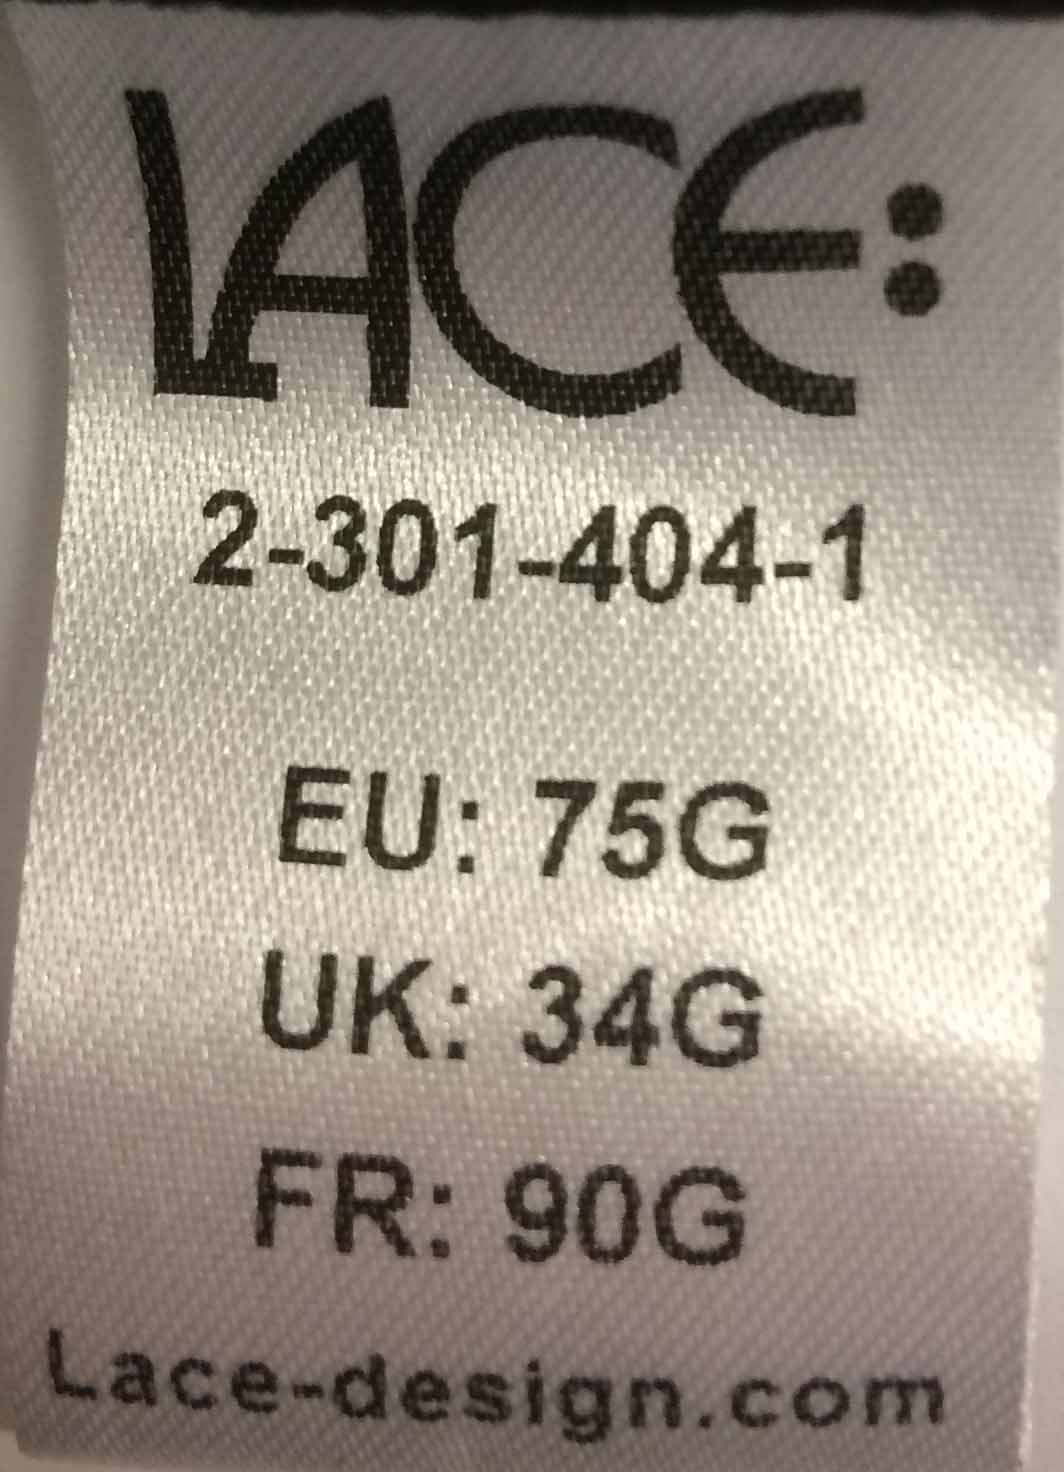 LACE:
2-301-404-1
EU: 75G
UK: 34G
FR: 90G
Lace-design.com